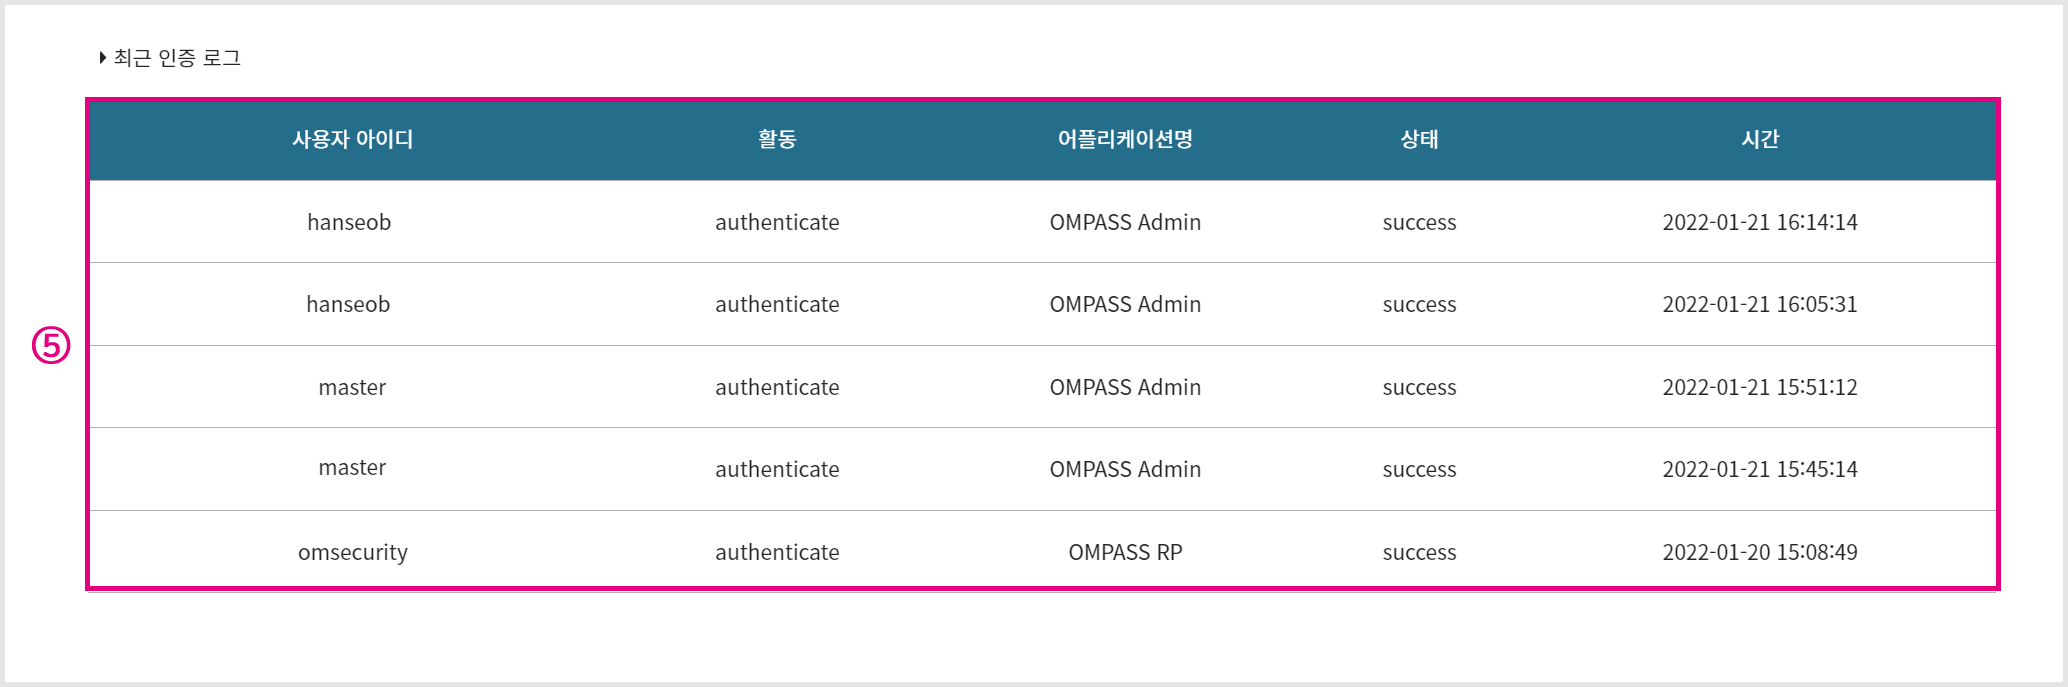 최근 인증 로그
사용자 아이디 활동 어플리케이션명 상태 시간
hanseob authenticate OMPASS Admin success 2022-01-21 16:14:14
hanseob authenticate OMPASS Admin success 2022-01-21 16:05:31
⑤
master authenticate OMPASS Admin success 2022-01-21 15:51:12
master authenticate OMPASS Admin success 2022-01-21 15:45:14
omsecurity authenticate OMPASS RP success 2022-01-20 15:08:49